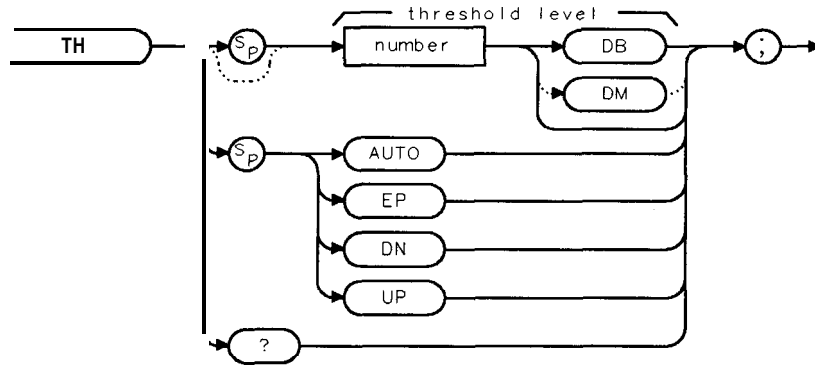 threshold level
TH
SP
number
DB
;
DM
SP
AUTO
EP
DN
UP
?